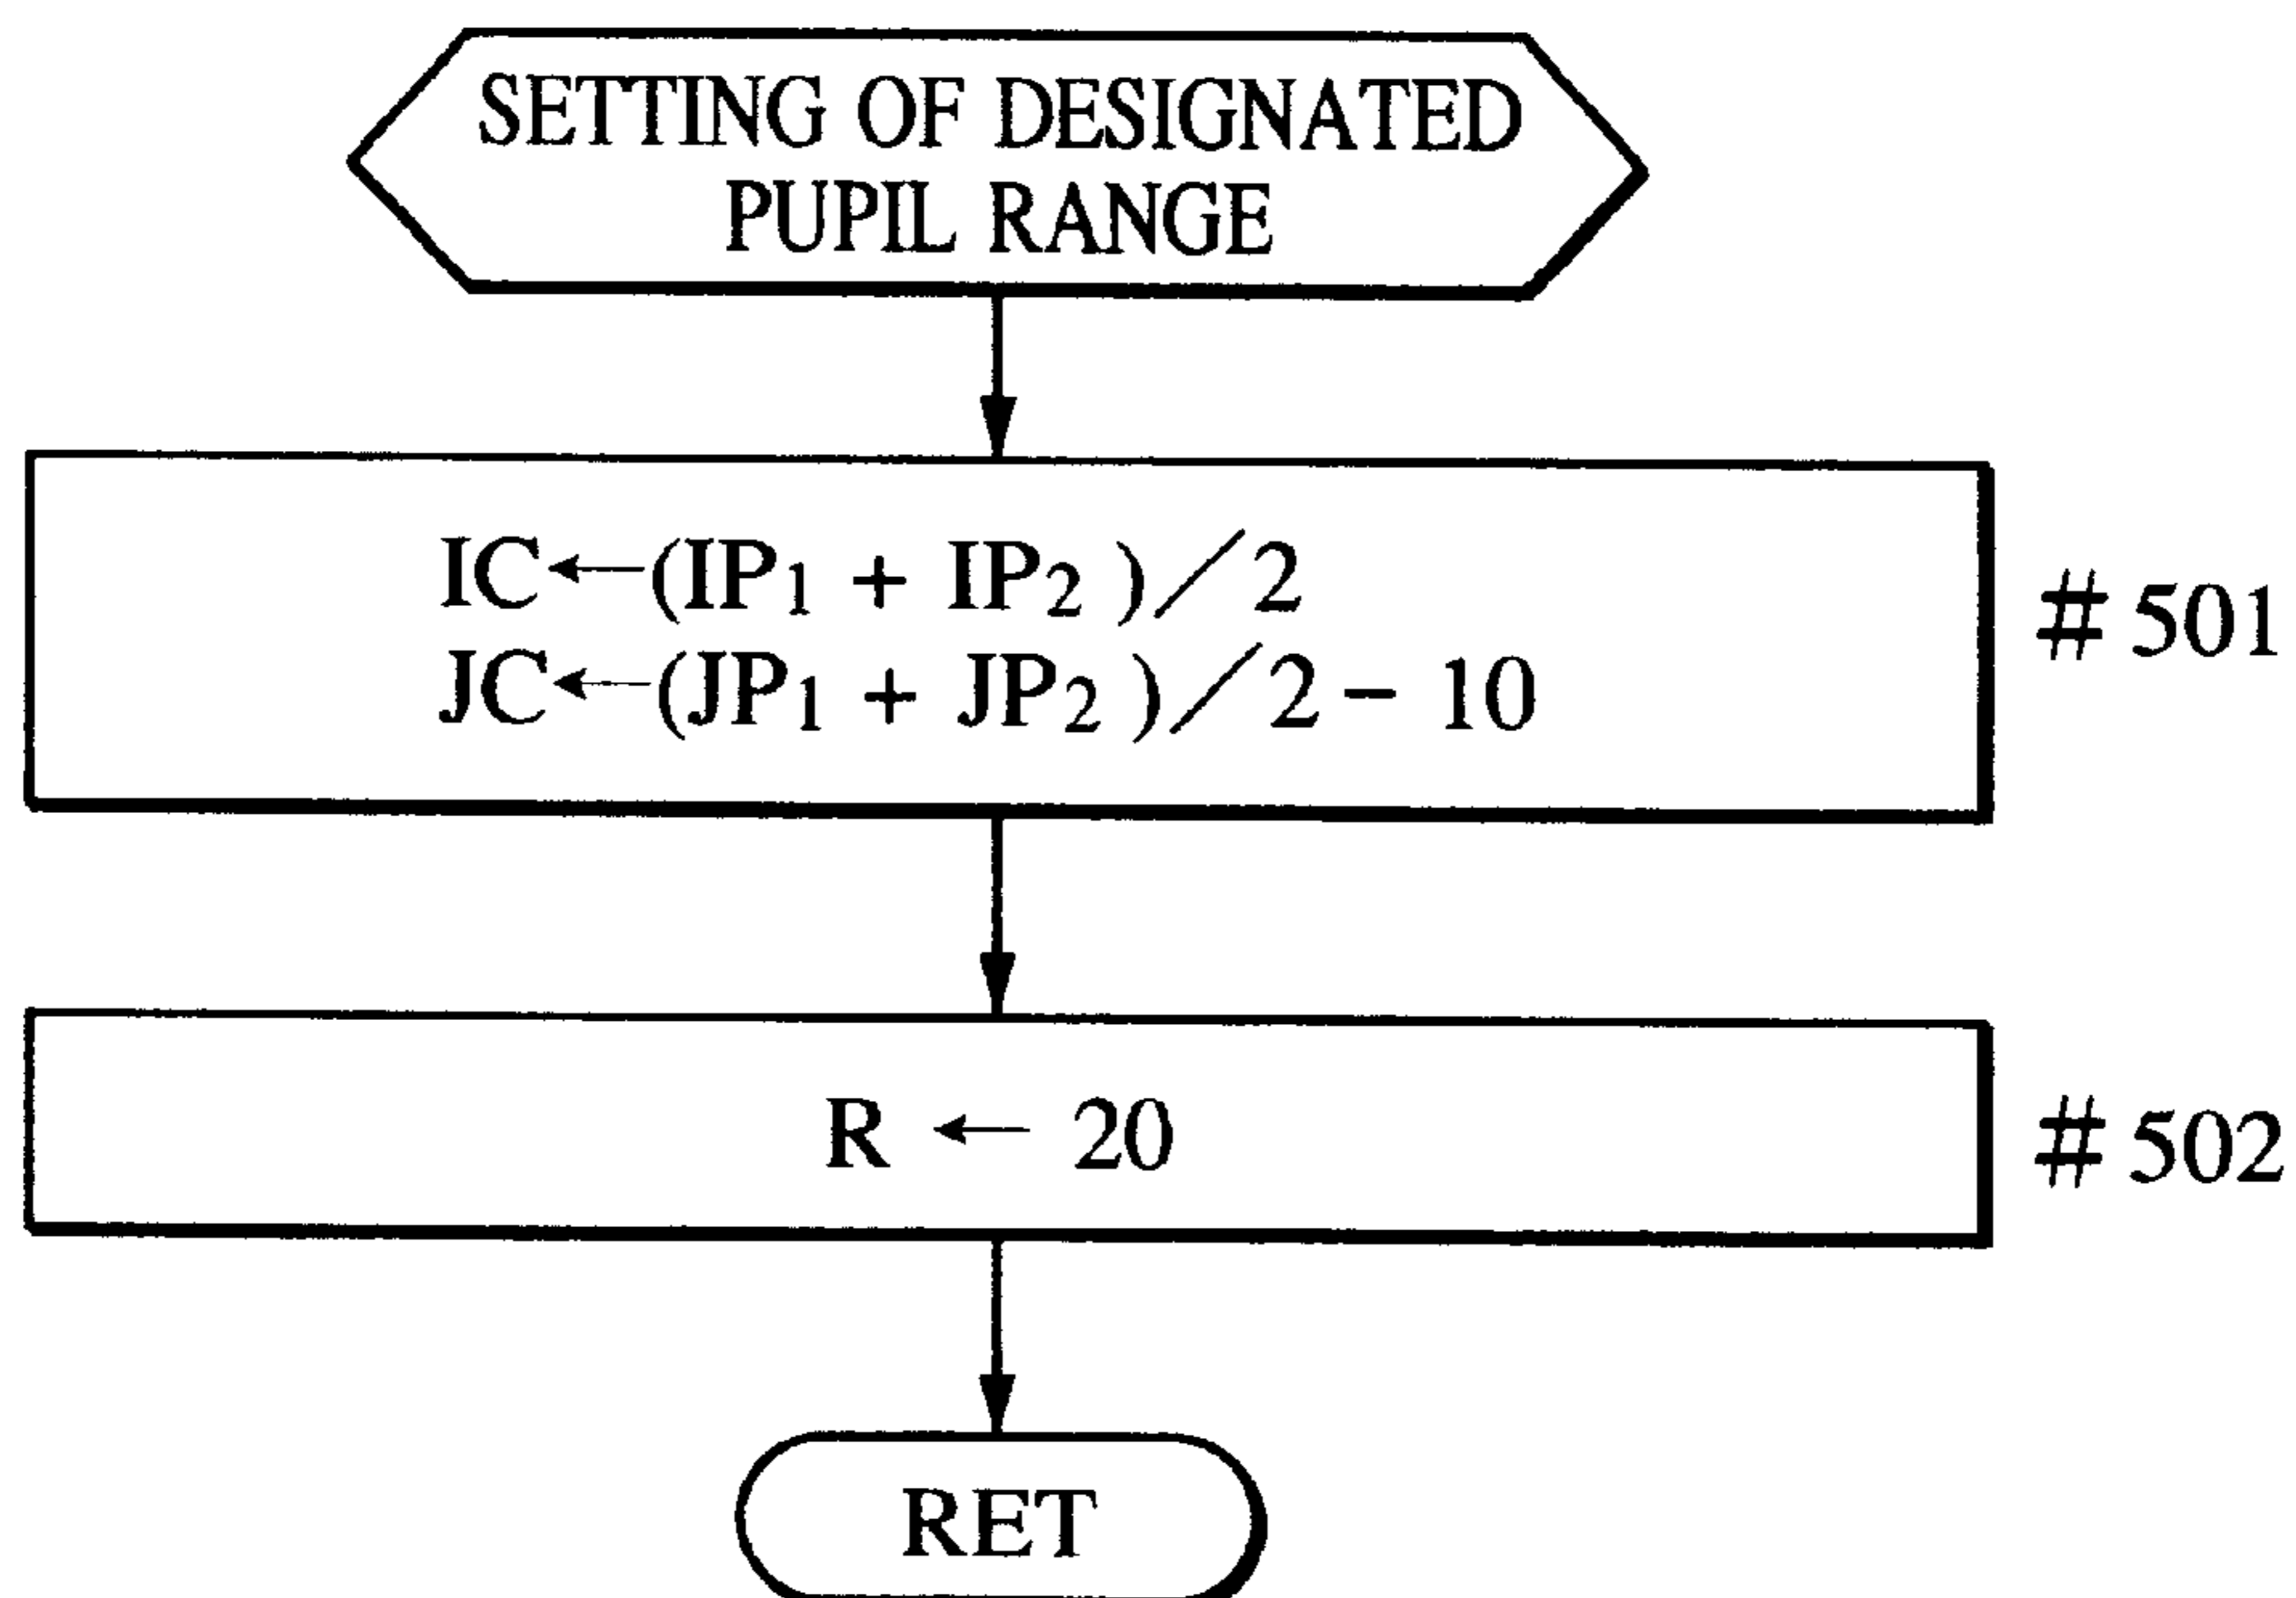 SETTING OF DESIGNATED
PUPIL RANGE
IC←(IP₁ + IP₂ )/2
JC←(JP₁ + JP₂ )/2 − 10
# 501
R ← 20
# 502
RET